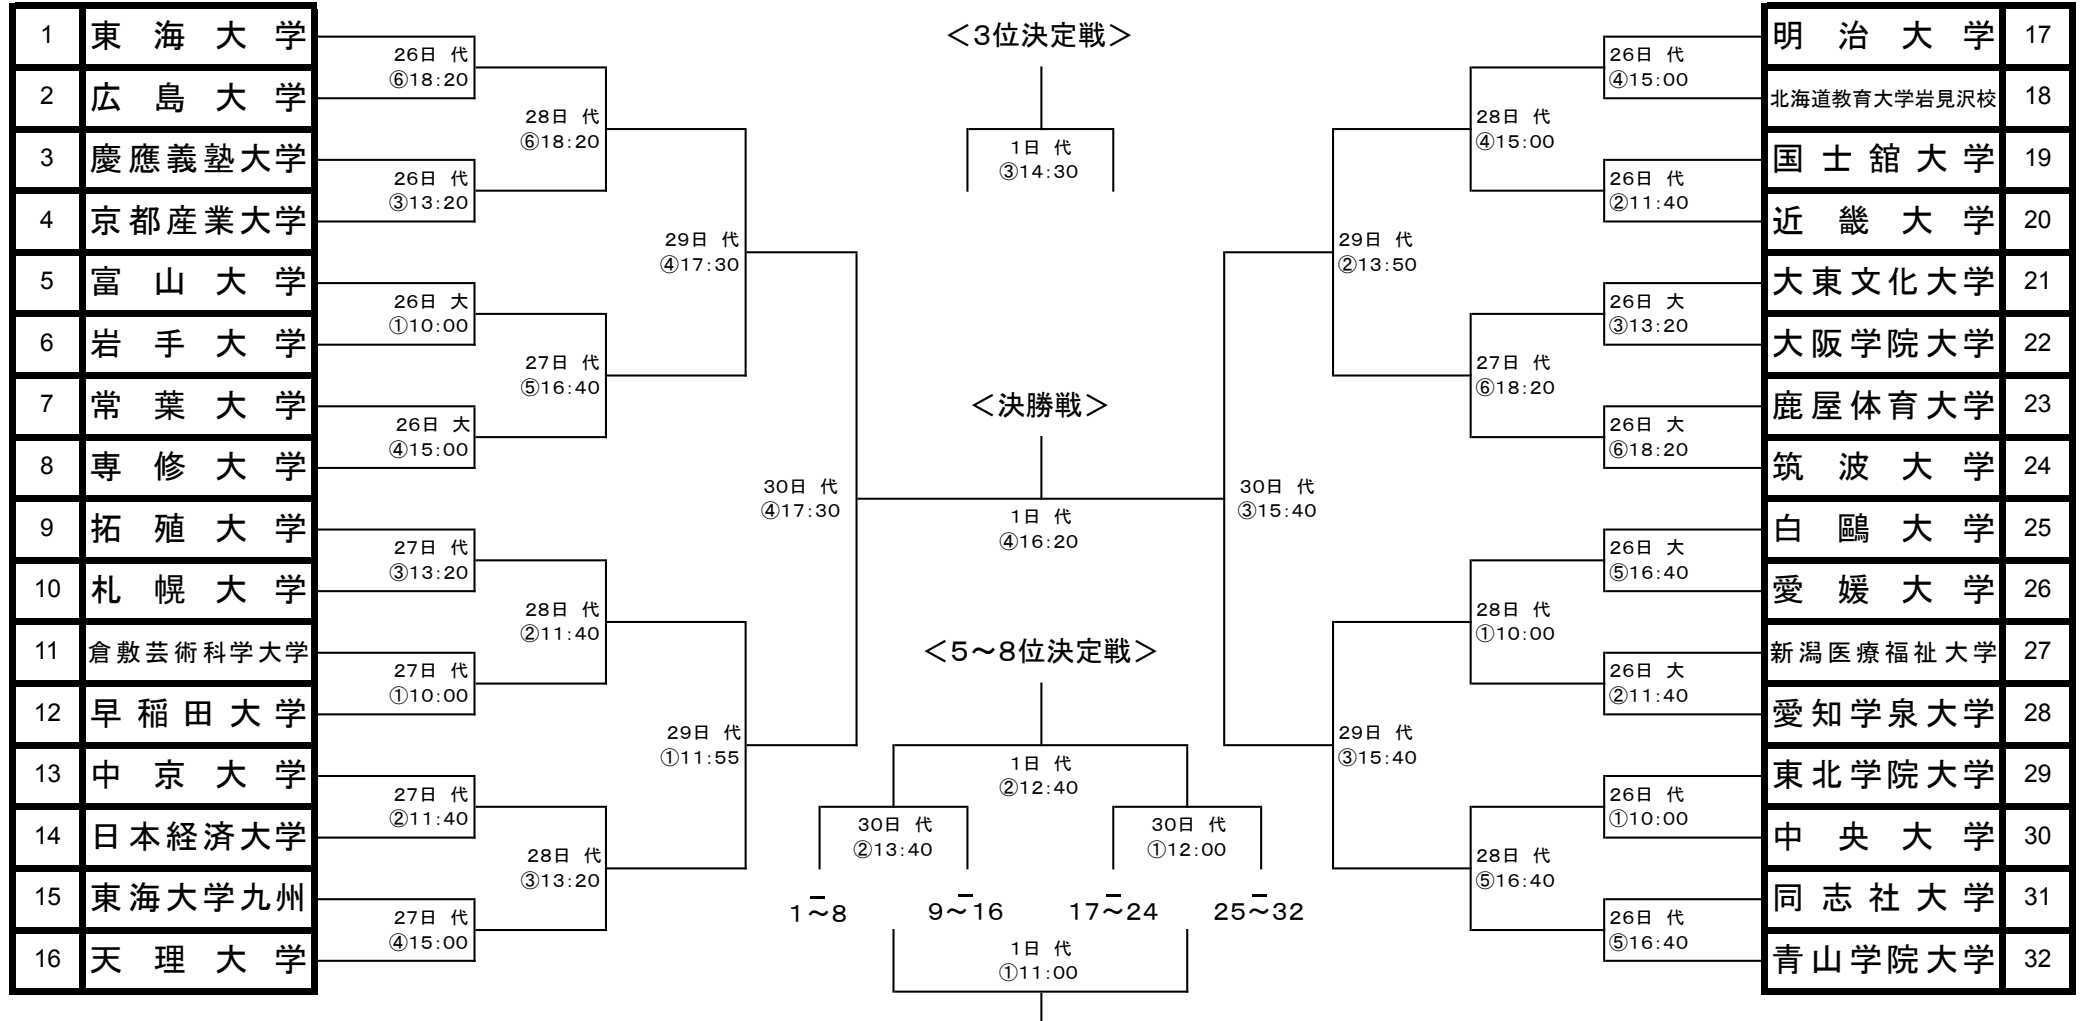 1 東海大学
2 広島大学
3 慶應義塾大学
4 京都産業大学
5 富山大学
6 岩手大学
7 常葉大学
8 専修大学
9 拓殖大学
10 札幌大学
11 倉敷芸術科学大学
12 早稲田大学
13 中京大学
14 日本経済大学
15 東海大学九州
16 天理大学
26日 代
⑥18:20
26日 代
③13:20
26日 大
①10:00
26日 大
④15:00
27日 代
③13:20
27日 代
①10:00
27日 代
②11:40
27日 代
④15:00
28日 代
⑥18:20
27日 代
⑤16:40
28日 代
②11:40
28日 代
③13:20
29日 代
④17:30
29日 代
①11:55
30日 代
④17:30
＜3位決定戦＞
1日 代
③14:30
＜決勝戦＞
1日 代
④16:20
＜5～8位決定戦＞
1日 代
②12:40
30日 代
②13:40
30日 代
①12:00
1～8 9～16 17～24 25～32
1日 代
①11:00
30日 代
③15:40
29日 代
②13:50
29日 代
③15:40
28日 代
④15:00
27日 代
⑥18:20
28日 代
①10:00
28日 代
⑤16:40
26日 代
④15:00
26日 代
②11:40
26日 大
③13:20
26日 大
⑥18:20
26日 大
⑤16:40
26日 大
②11:40
26日 代
①10:00
26日 代
⑤16:40
明治大学 17
北海道教育大学岩見沢校 18
国士舘大学 19
近畿大学 20
大東文化大学 21
大阪学院大学 22
鹿屋体育大学 23
筑波大学 24
白鷗大学 25
愛媛大学 26
新潟医療福祉大学 27
愛知学泉大学 28
東北学院大学 29
中央大学 30
同志社大学 31
青山学院大学 32